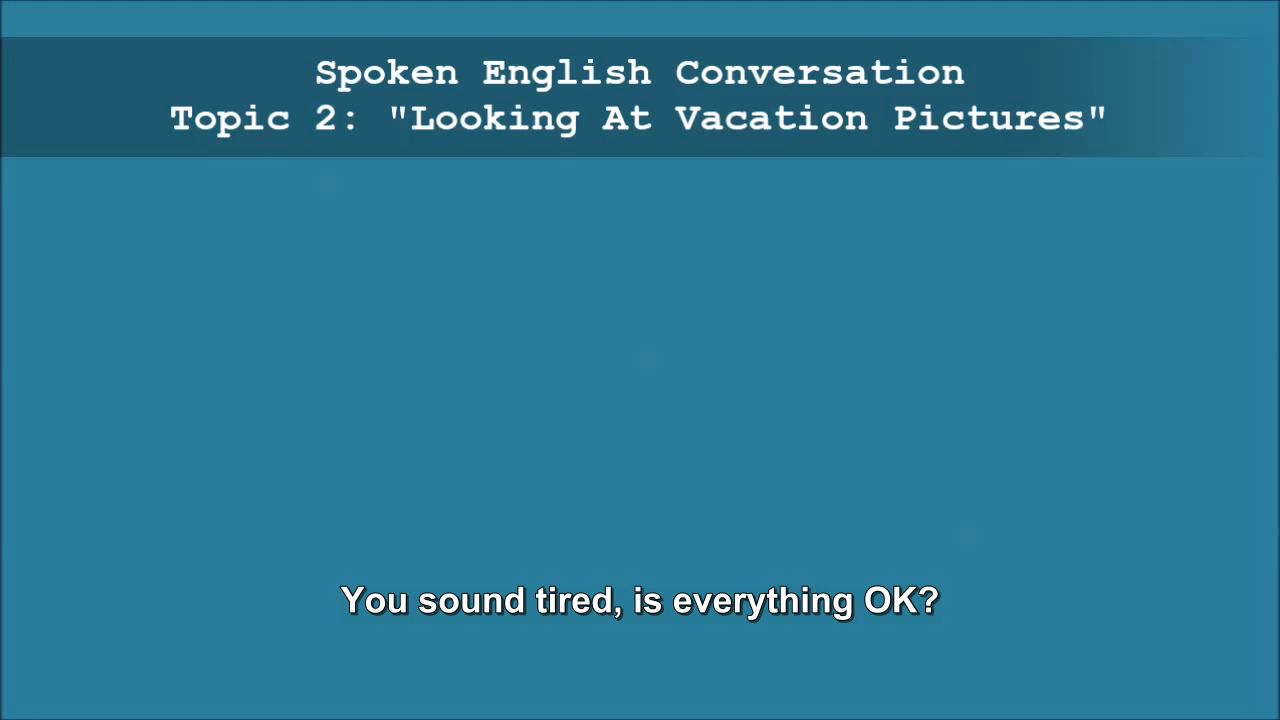 Spoken English Conversation
Topic 2: "Looking At Vacation Pictures"
You sound tired, is everything OK?